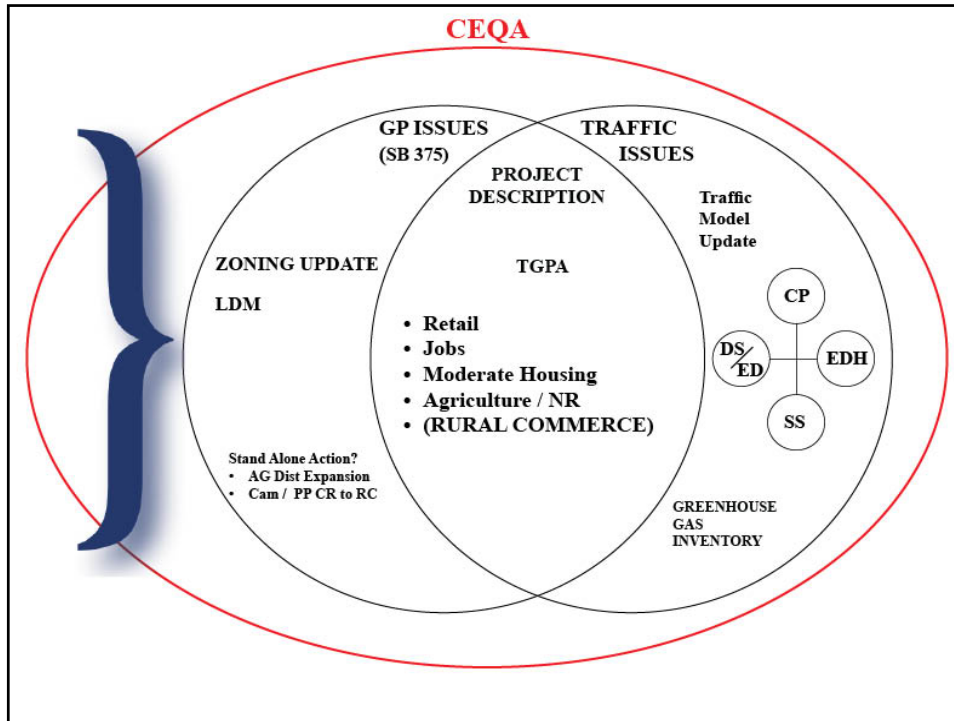 CEQA
GP ISSUES
(SB 375)
TRAFFIC
ISSUES
PROJECT
DESCRIPTION
Traffic
Model
Update
ZONING UPDATE
LDM
TGPA
• Retail
• Jobs
• Moderate Housing
• Agriculture / NR
• (RURAL COMMERCE)
CP
DS/ED
EDH
SS
Stand Alone Action?
• AG Dist Expansion
• Cam / PP CR to RC
GREENHOUSE
GAS
INVENTORY